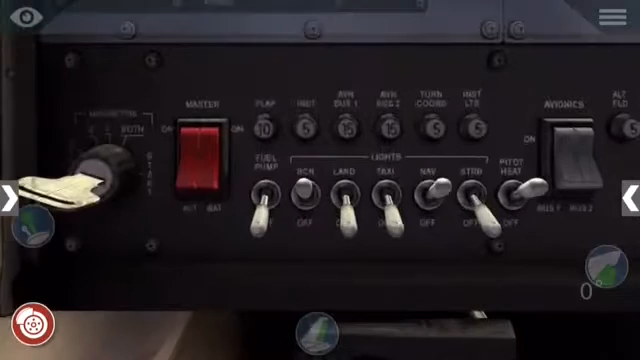 MAGNETOS
BOTH
START
MASTER
ON ON
ALT BAT
FLAP
10
INST
5
AVN
BUS 1
15
AVN
BUS 2
15
TURN
COORD
5
INST
LTS
5
AVIONICS
ON
BUS 1 BUS 2
ALT
FLD
5
FUEL
PUMP
LIGHTS
BCN
LAND
TAXI
NAV
STRB
PITOT
HEAT
OFF
OFF
OFF
OFF
OFF
0°